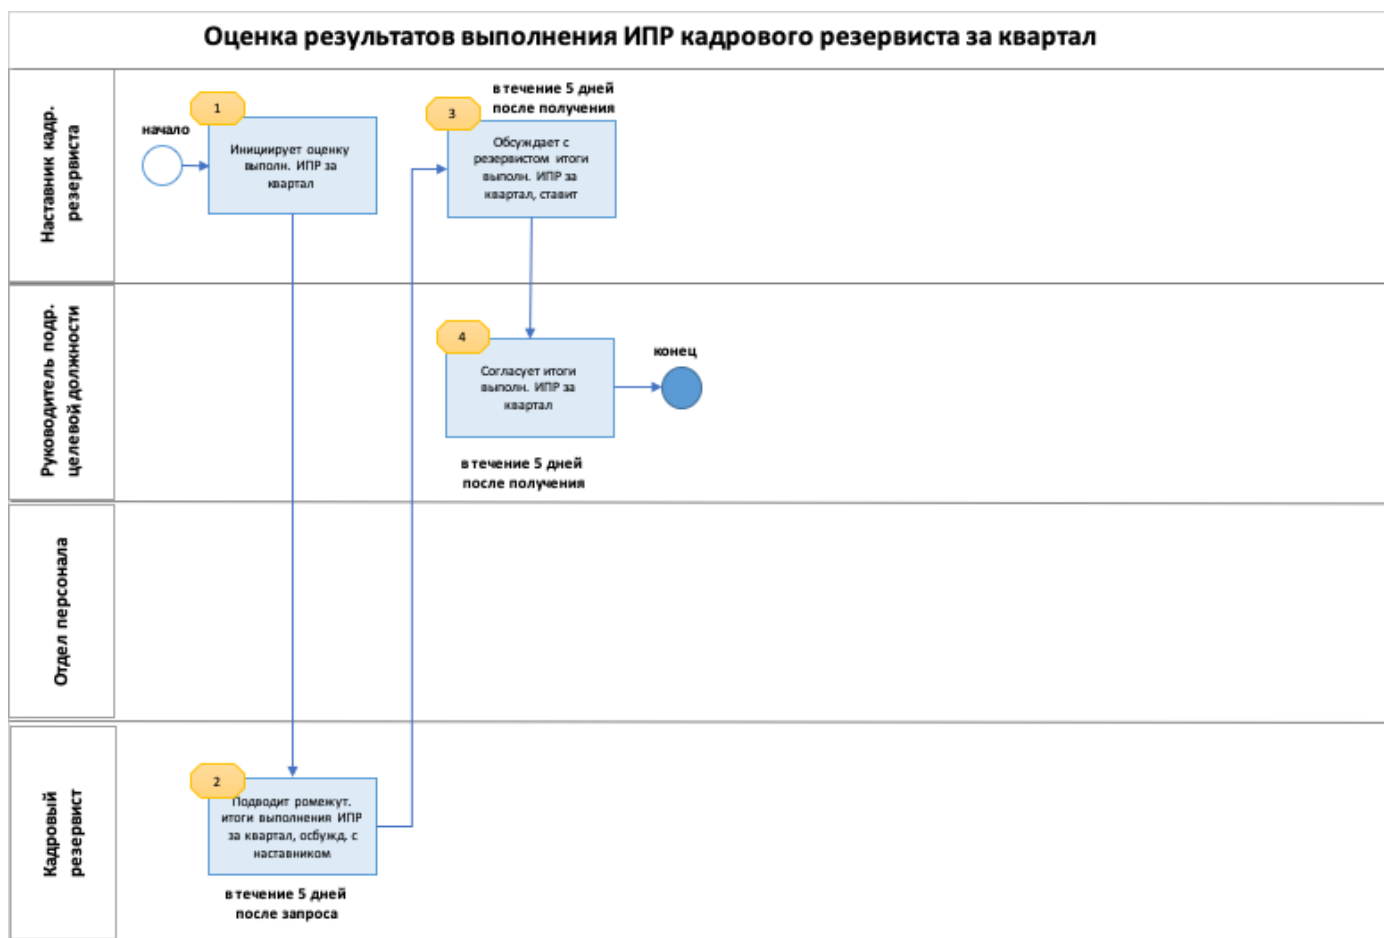 Оценка результатов выполнения ИПР кадрового резервиста за квартал
Наставник кадр.
резервиста
начало
1
Инициирует оценку
выполн. ИПР за
квартал
в течение 5 дней
после получения
3
Обсуждает с
резервистом итоги
выполн. ИПР за
квартал, ставит
Руководитель подр.
целевой должности
4
Согласует итоги
выполн. ИПР за
квартал
конец
в течение 5 дней
после получения
Отдел персонала
Кадровый
резервист
2
Подводит ромежут.
итоги выполнения ИПР
за квартал, осбужд. с
наставником
в течение 5 дней
после запроса